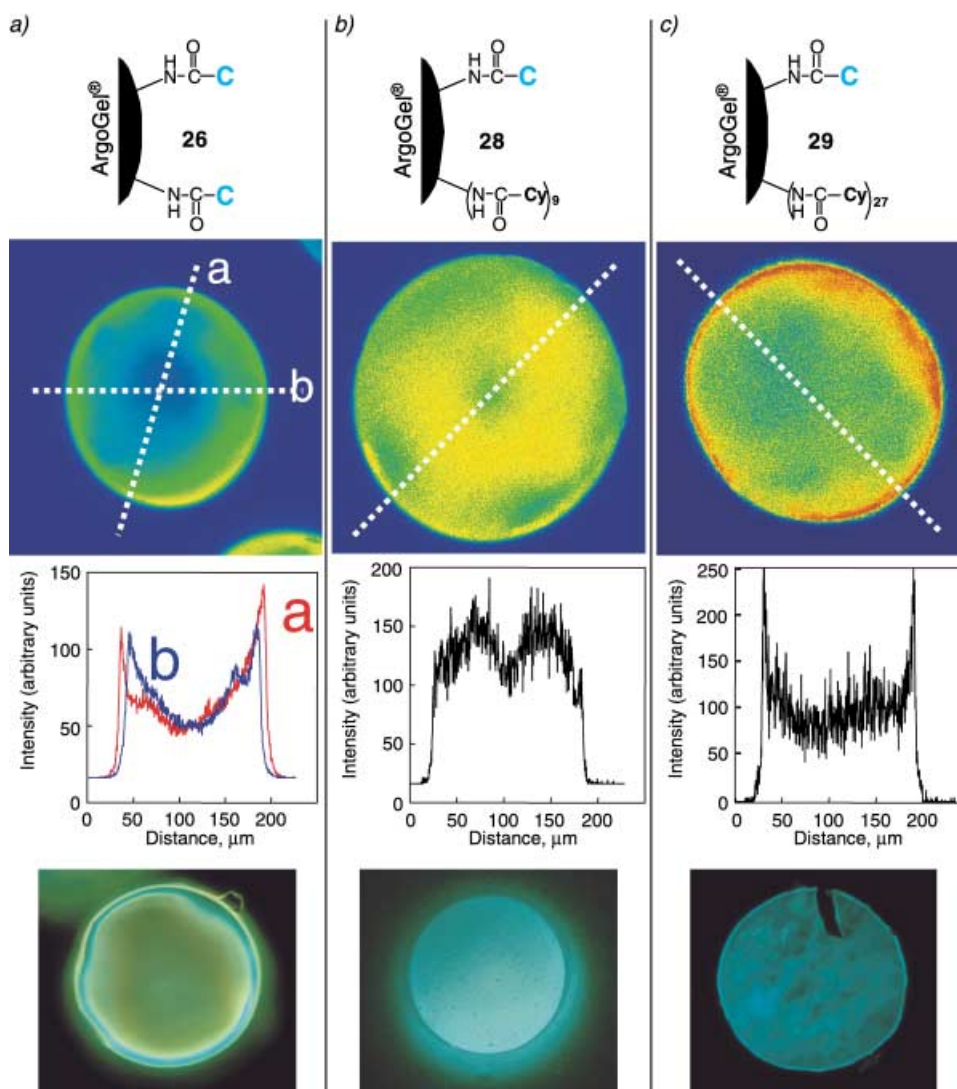 a)
O
H
N—C—C
ArgoGel®
26
N—C—C
H
O
a
b
150
100
50
0
0 50 100 150 200
Intensity (arbitrary units)
Distance, μm
a
b
b)
O
H
N—C—C
ArgoGel®
28
(N—C—Cy)9
H
O
200
150
100
50
0
0 50 100 150 200
Intensity (arbitrary units)
Distance, μm
c)
O
H
N—C—C
ArgoGel®
29
(N—C—Cy)27
H
O
250
200
150
100
50
0
0 50 100 150 200
Intensity (arbitrary units)
Distance, μm